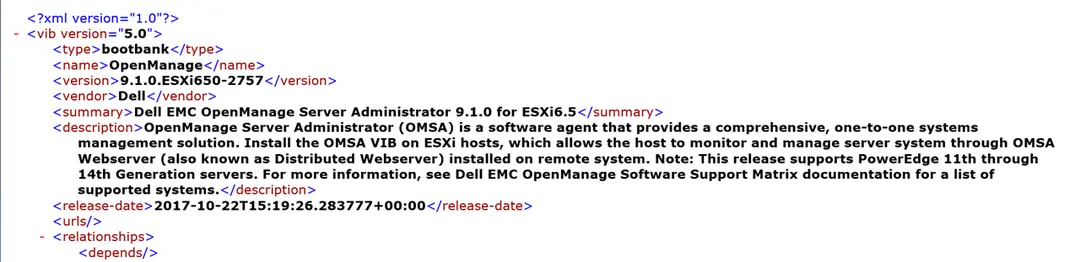 <?xml version="1.0"?>
- <vib version="5.0">
<type>bootbank</type>
<name>OpenManage</name>
<version>9.1.0.ESXi650-2757</version>
<vendor>Dell</vendor>
<summary>Dell EMC OpenManage Server Administrator 9.1.0 for ESXi6.5</summary>
<description>OpenManage Server Administrator (OMSA) is a software agent that provides a comprehensive, one-to-one systems
management solution. Install the OMSA VIB on ESXi hosts, which allows the host to monitor and manage server system through OMSA
Webserver (also known as Distributed Webserver) installed on remote system. Note: This release supports PowerEdge 11th through
14th Generation servers. For more information, see Dell EMC OpenManage Software Support Matrix documentation for a list of
supported systems.</description>
<release-date>2017-10-22T15:19:26.283777+00:00</release-date>
<urls/>
- <relationships>
<depends/>